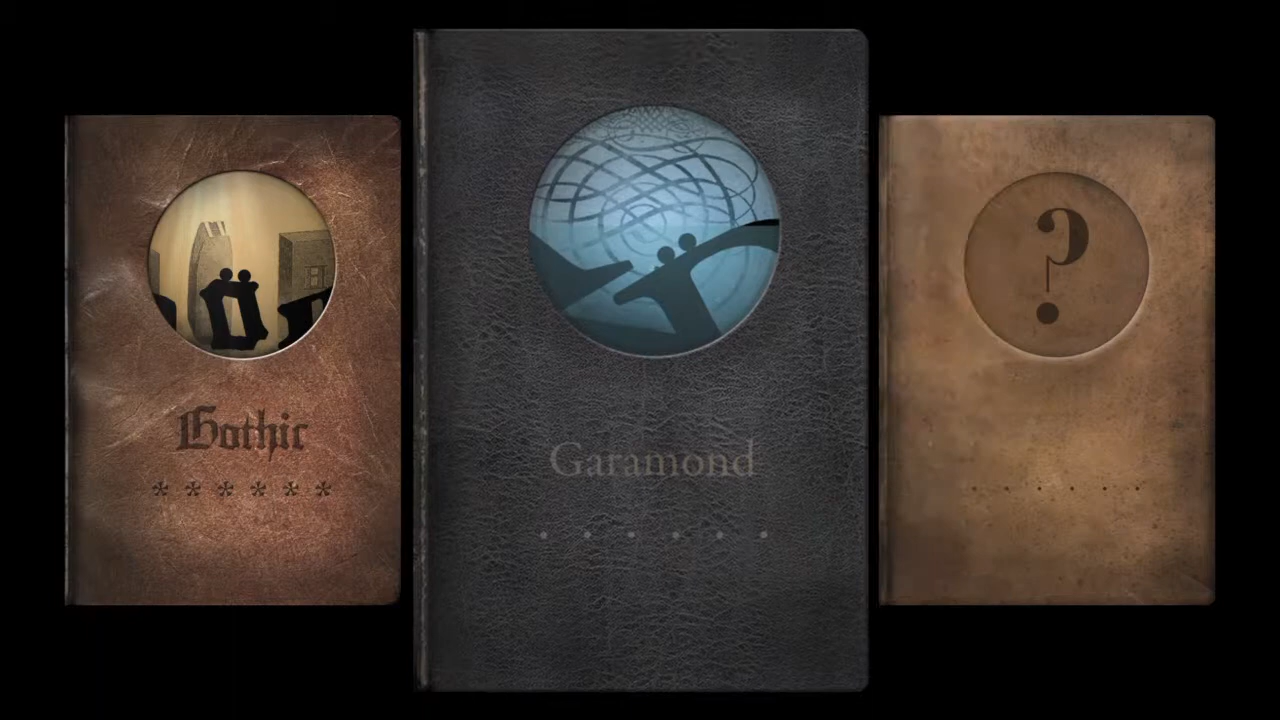 Gothic
* * * * * *
Garamond
. . . . . .
?
. . . . . .